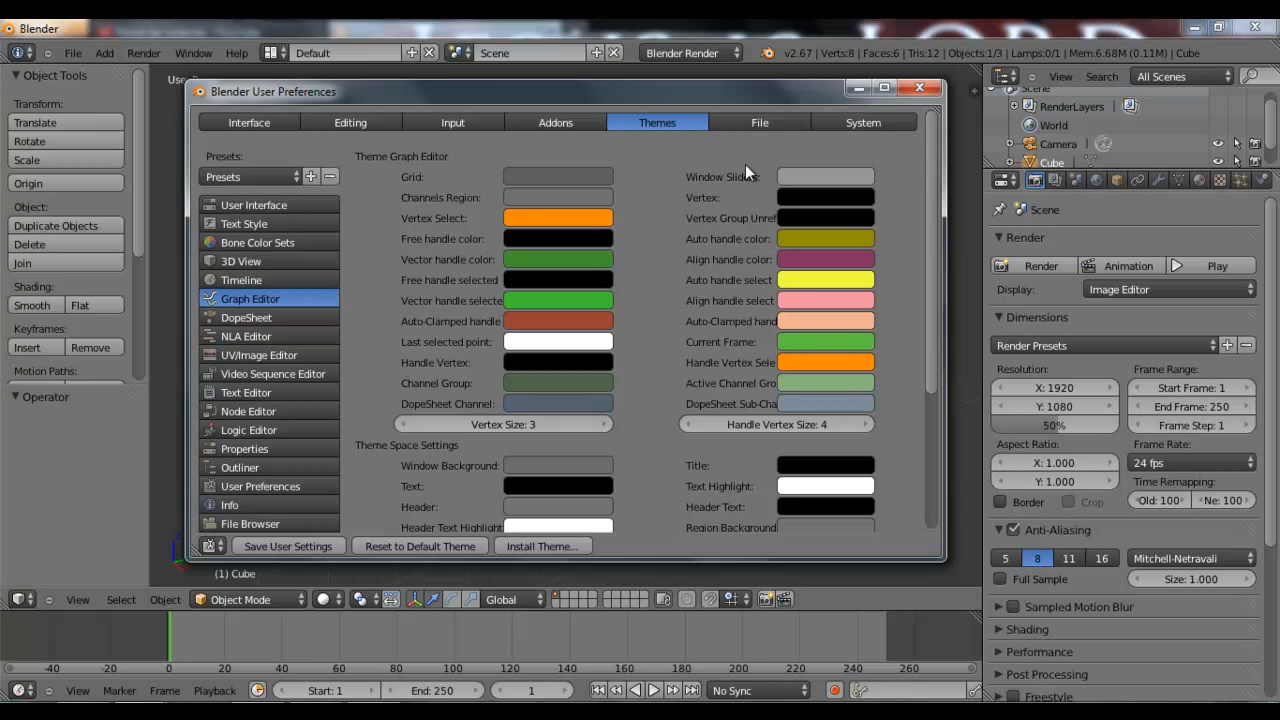 Blender
File Add Render Window Help Default Scene Blender Render v2.67 | Verts:8 | Faces:6 | Tris:12 | Objects:1/3 | Lamps:0/1 | Mem:6.68M (0.11M) | Cube
Object Tools
Transform:
Translate
Rotate
Scale
Origin
Object:
Duplicate Objects
Delete
Join
Shading:
Smooth Flat
Keyframes:
Insert Remove
Motion Paths:
Operator
Blender User Preferences
Interface Editing Input Addons Themes File System
Presets:
Presets
User Interface
Text Style
Bone Color Sets
3D View
Timeline
Graph Editor
DopeSheet
NLA Editor
UV/Image Editor
Video Sequence Editor
Text Editor
Node Editor
Logic Editor
Properties
Outliner
User Preferences
Info
File Browser
Theme Graph Editor
Grid:
Channels Region:
Vertex Select:
Free handle color:
Vector handle color:
Free handle selected
Vector handle selecte
Auto-Clamped handle
Last selected point:
Handle Vertex:
Channel Group:
DopeSheet Channel:
Vertex Size: 3
Window Sliders:
Vertex:
Vertex Group Unref
Auto handle color:
Align handle color:
Auto handle select
Align handle select
Auto-Clamped hand
Current Frame:
Handle Vertex Sele
Active Channel Gro
DopeSheet Sub-Cha
Handle Vertex Size: 4
Theme Space Settings
Window Background:
Text:
Header:
Header Text Highlight
Title:
Text Highlight:
Header Text:
Region Background
Save User Settings Reset to Default Theme Install Theme...
(1) Cube
View Select Object Object Mode Global
-40 -20 0 20 40 60 80 100 120 140 160 180 200 220 240 260
View Marker Frame Playback Start: 1 End: 250 1 No Sync
View Search All Scenes
Scene
RenderLayers
World
Camera
Cube
Scene
Render
Render Animation Play
Display: Image Editor
Dimensions
Render Presets
Resolution: Frame Range:
X: 1920 Start Frame: 1
Y: 1080 End Frame: 250
50% Frame Step: 1
Aspect Ratio: Frame Rate:
X: 1.000 24 fps
Y: 1.000 Time Remapping:
Border Crop Old: 100 Ne: 100
Anti-Aliasing
5 8 11 16 Mitchell-Netravali
Full Sample Size: 1.000
Sampled Motion Blur
Shading
Performance
Post Processing
Freestyle